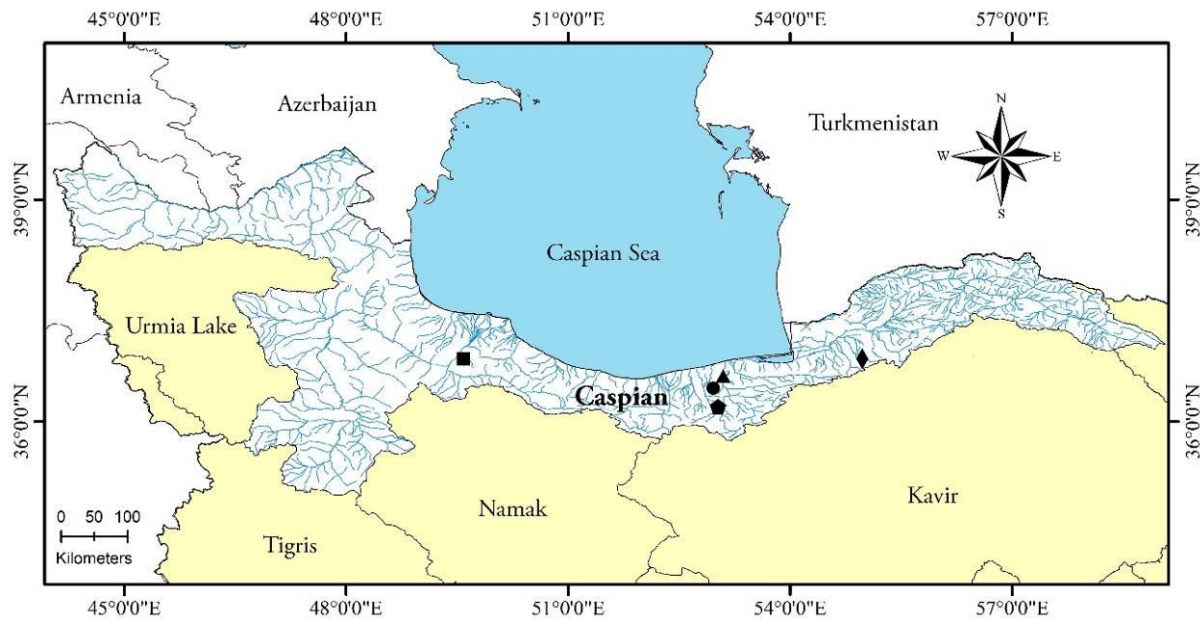 45°0'0"E 48°0'0"E 51°0'0"E 54°0'0"E 57°0'0"E
Armenia
Azerbaijan
Turkmenistan
N
W E
S
39°0'0"N 39°0'0"N
Caspian Sea
Urmia Lake
Caspian
36°0'0"N 36°0'0"N
Kavir
Namak
0 50 100
Kilometers
Tigris
45°0'0"E 48°0'0"E 51°0'0"E 54°0'0"E 57°0'0"E